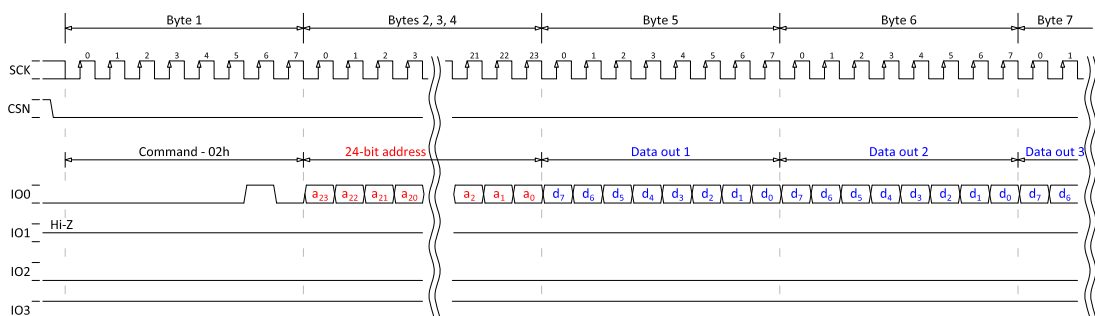 Byte 1 Bytes 2, 3, 4 Byte 5 Byte 6 Byte 7
0 1 2 3 4 5 6 7 0 1 2 3 21 22 23 0 1 2 3 4 5 6 7 0 1 2 3 4 5 6 7 0 1
SCK
CSN
Command - 02h 24-bit address Data out 1 Data out 2 Data out 3
IO0 a23 a22 a21 a20 a2 a1 a0 d7 d6 d5 d4 d3 d2 d1 d0 d7 d6 d5 d4 d3 d2 d1 d0 d7 d6
Hi-Z
IO1
IO2
IO3